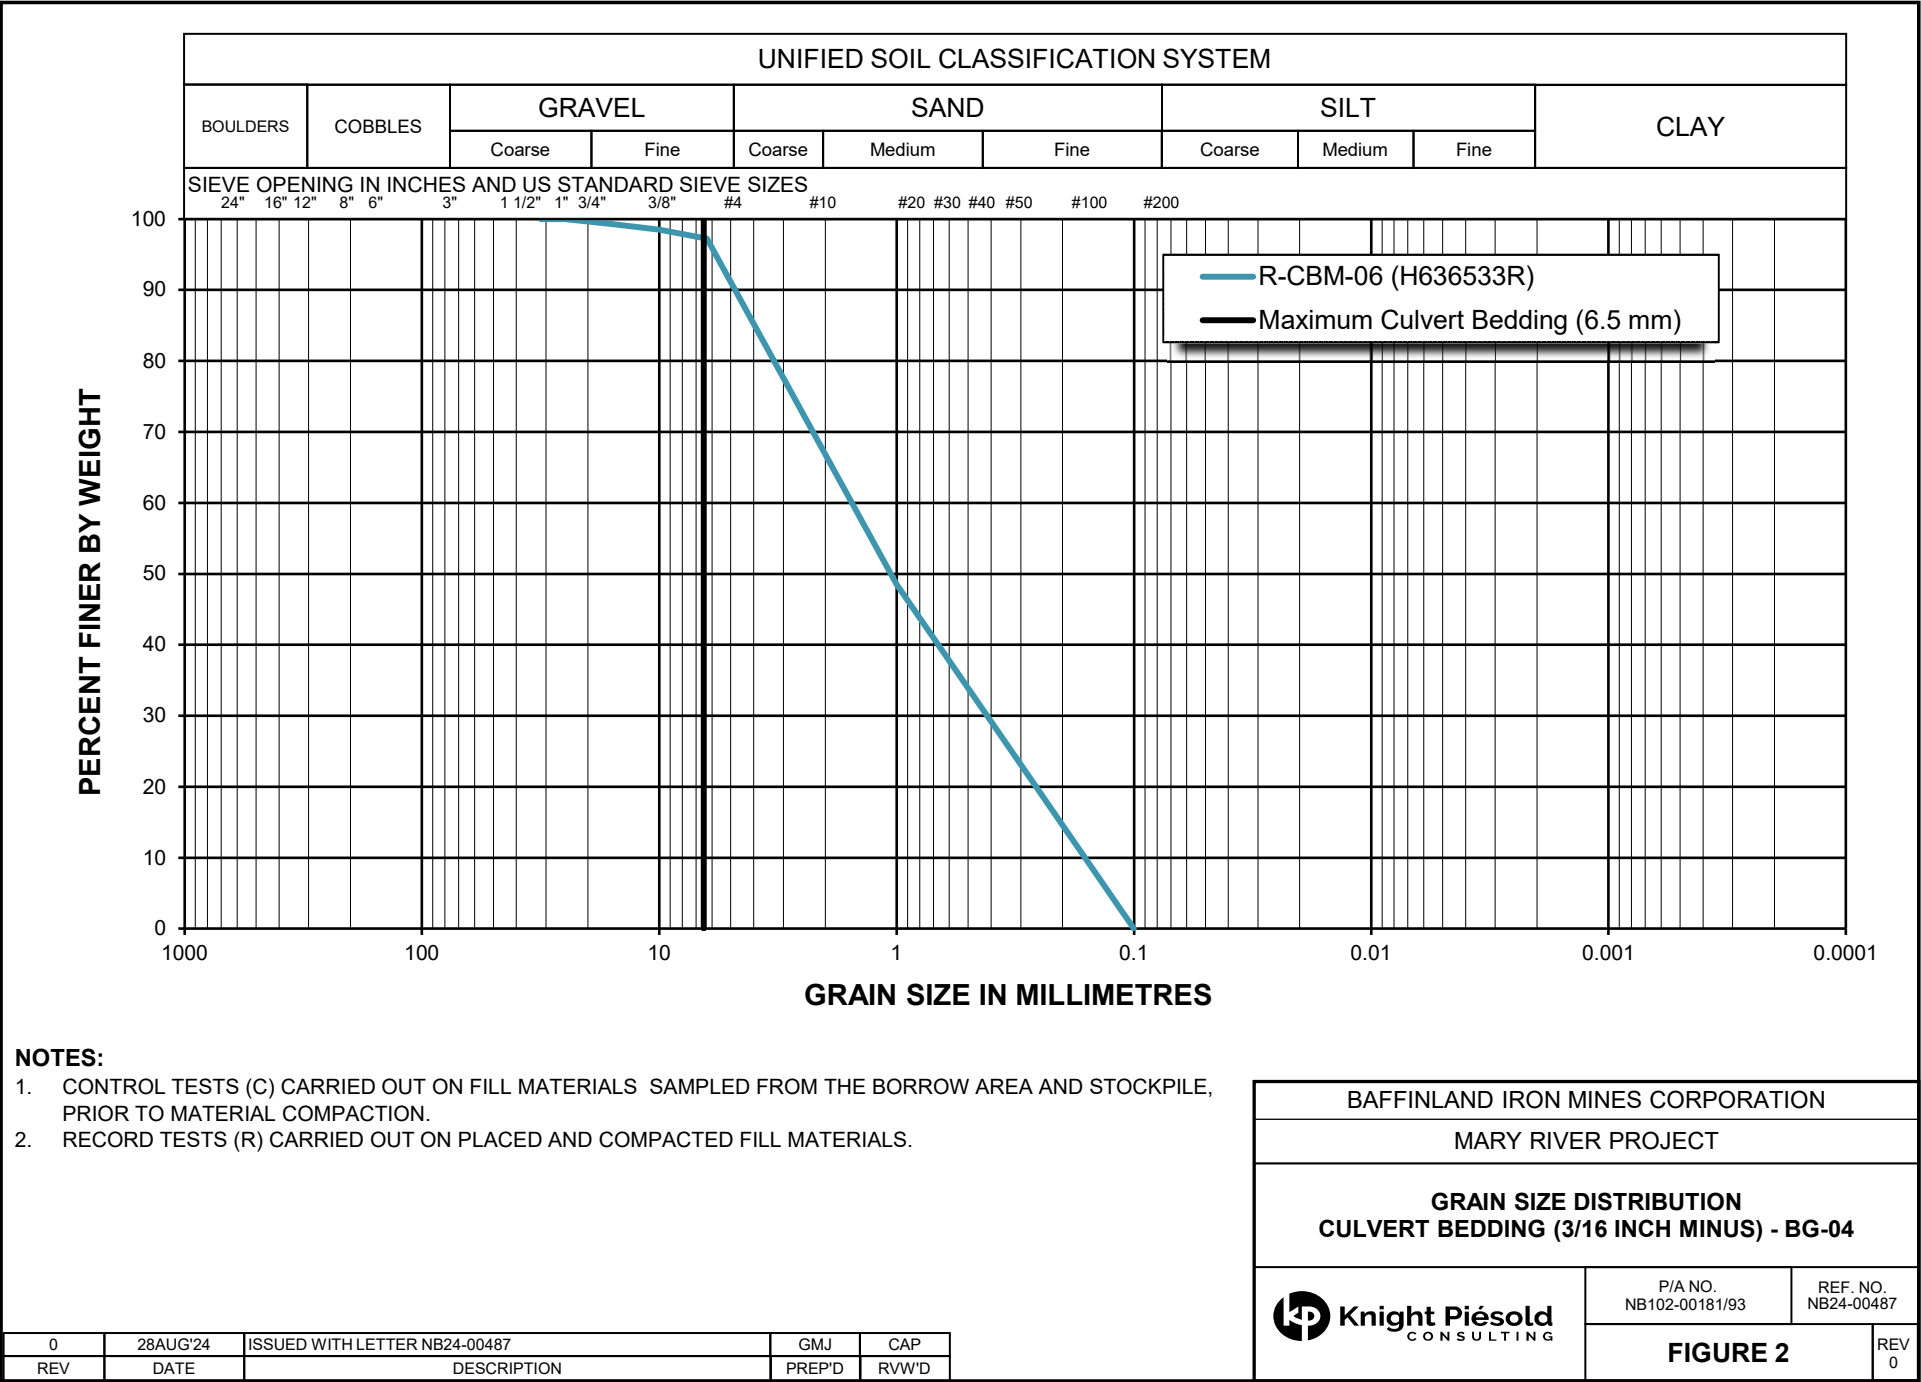 UNIFIED SOIL CLASSIFICATION SYSTEM
BOULDERS COBBLES GRAVEL SAND SILT CLAY
Coarse Fine Coarse Medium Fine Coarse Medium Fine
SIEVE OPENING IN INCHES AND US STANDARD SIEVE SIZES
24" 16" 12" 8" 6" 3" 1 1/2" 1" 3/4" 3/8" #4 #10 #20 #30 #40 #50 #100 #200
100
90
80
70
60
50
40
30
20
10
0
PERCENT FINER BY WEIGHT
R-CBM-06 (H636533R)
Maximum Culvert Bedding (6.5 mm)
1000 100 10 1 0.1 0.01 0.001 0.0001
GRAIN SIZE IN MILLIMETRES
NOTES:
1. CONTROL TESTS (C) CARRIED OUT ON FILL MATERIALS SAMPLED FROM THE BORROW AREA AND STOCKPILE,
PRIOR TO MATERIAL COMPACTION.
2. RECORD TESTS (R) CARRIED OUT ON PLACED AND COMPACTED FILL MATERIALS.
BAFFINLAND IRON MINES CORPORATION
MARY RIVER PROJECT
GRAIN SIZE DISTRIBUTION
CULVERT BEDDING (3/16 INCH MINUS) - BG-04
kp Knight Piésold
CONSULTING
P/A NO.
NB102-00181/93
REF. NO.
NB24-00487
FIGURE 2
REV
0
0 28AUG'24 ISSUED WITH LETTER NB24-00487 GMJ CAP
REV DATE DESCRIPTION PREP'D RVW'D